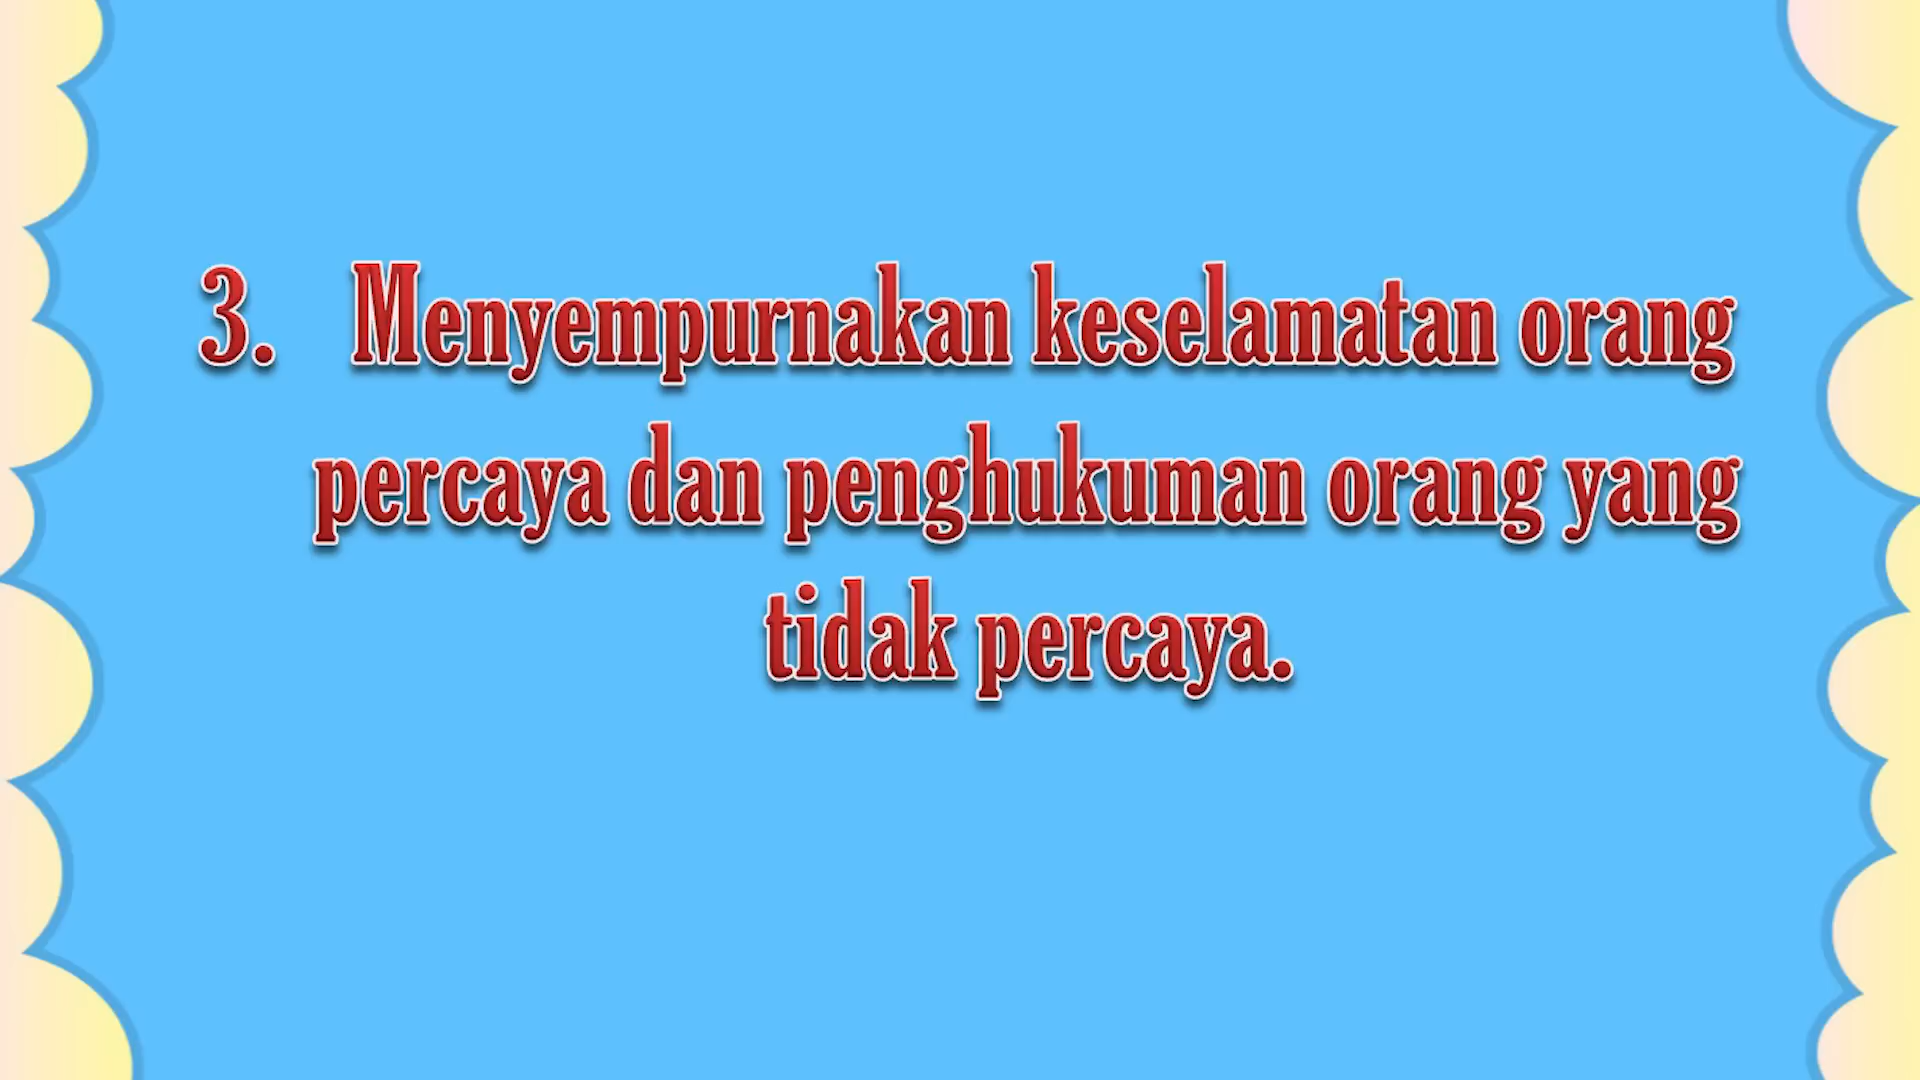 3. Menyempurnakan keselamatan orang
percaya dan penghukuman orang yang
tidak percaya.